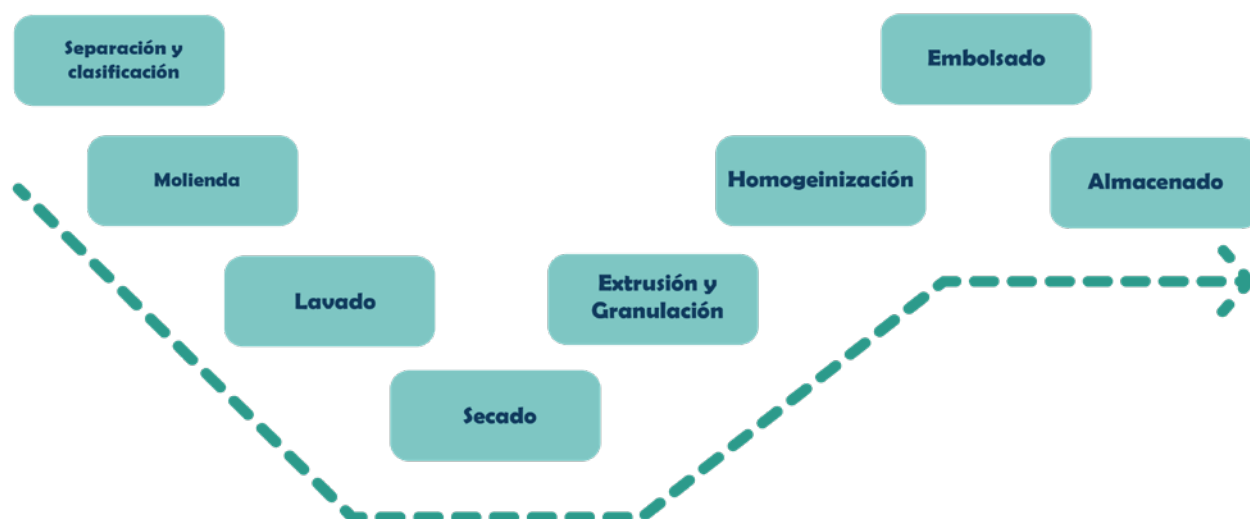 Separación y
clasificación
Molienda
Lavado
Secado
Extrusión y
Granulación
Homogeinización
Embolsado
Almacenado